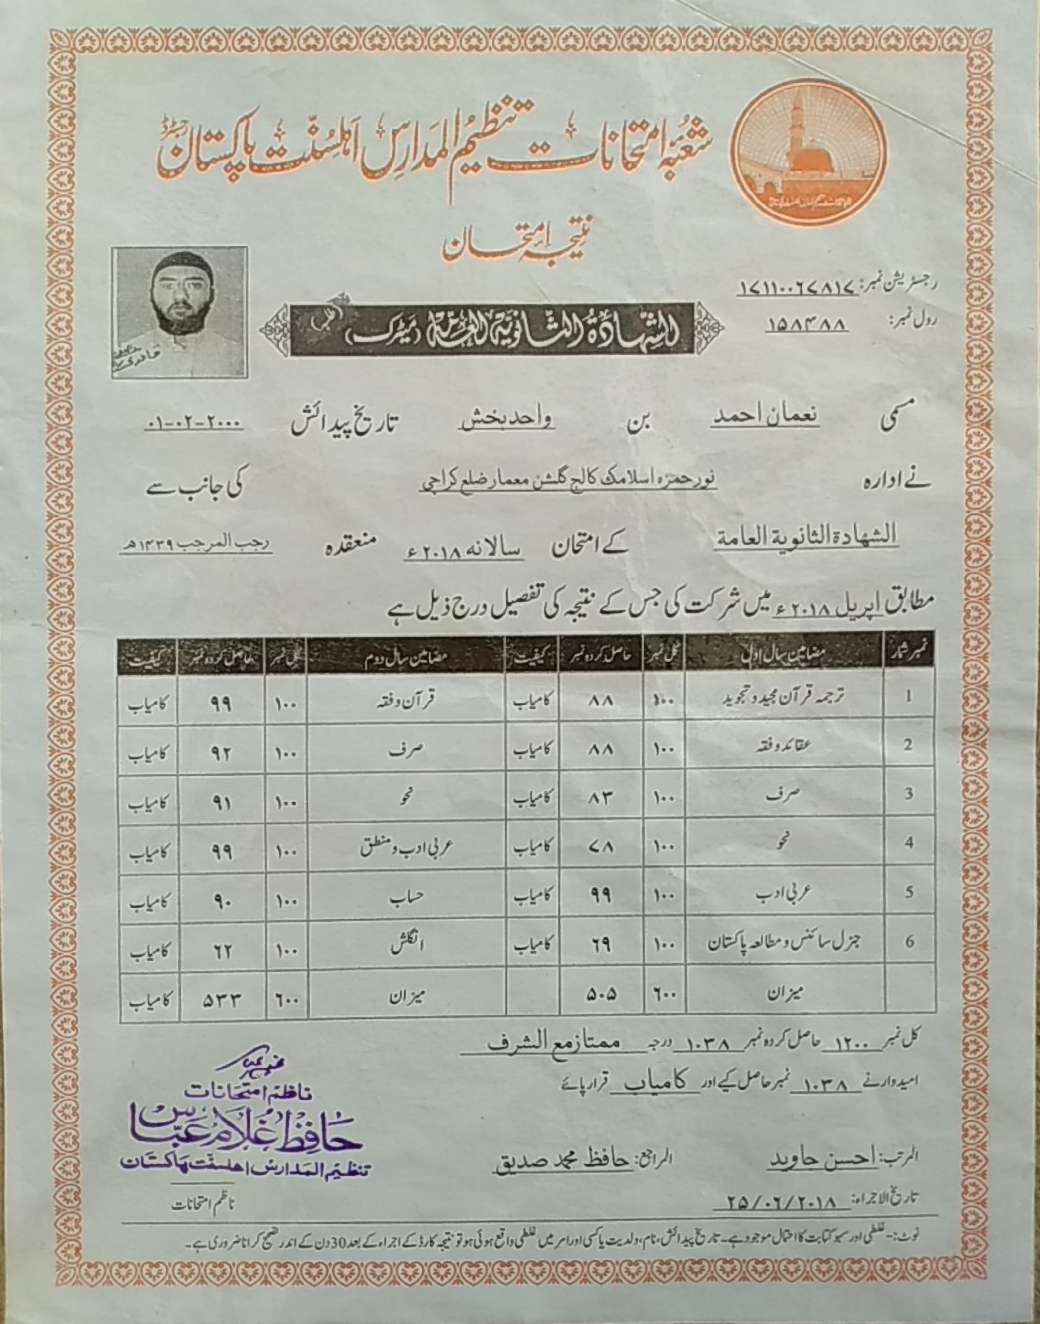 شعبۂ امتحانات تنظیم المدارس اہلسنت پاکستان رجسٹرڈ
نتیجہ امتحان
رجسٹریشن نمبر: ۱۷۱۱۰۰۶۷۸۱۷
رول نمبر: ۱۵۸۴۸۸
الشہادۃ الثانویۃ العامۃ (میٹرک) (طلبہ)
مسمی نعمان احمد بن واحد بخش تاریخ پیدائش ۰۱-۰۲-۲۰۰۰
نے ادارہ نور حمزہ اسلامک کالج گلشن معمار ضلع کراچی کی جانب سے
الشهادة الثانوية العامة کے امتحان سالانہ ۲۰۱۸ء منعقدہ رجب المرجب ۱۴۳۹ھ
مطابق اپریل ۲۰۱۸ء میں شرکت کی جس کے نتیجہ کی تفصیل درج ذیل ہے
نمبر شمار مضامین سال اول کل نمبر حاصل کردہ نمبر کیفیت مضامین سال دوم کل نمبر حاصل کردہ نمبر کیفیت
1 ترجمہ قرآن مجید و تجوید ۱۰۰ ۸۸ کامیاب قرآن و فقہ ۱۰۰ ۹۹ کامیاب
2 عقائد و فقہ ۱۰۰ ۸۸ کامیاب صرف ۱۰۰ ۹۲ کامیاب
3 صرف ۱۰۰ ۸۳ کامیاب نحو ۱۰۰ ۹۱ کامیاب
4 نحو ۱۰۰ ۷۸ کامیاب عربی ادب و منطق ۱۰۰ ۹۹ کامیاب
5 عربی ادب ۱۰۰ ۹۹ کامیاب حساب ۱۰۰ ۹۰ کامیاب
6 جنرل سائنس و مطالعہ پاکستان ۱۰۰ ۶۹ کامیاب انگلش ۱۰۰ ۶۲ کامیاب
میزان ۶۰۰ ۵۰۵ میزان ۶۰۰ ۵۳۳ کامیاب
کل نمبر ۱۲۰۰ حاصل کردہ نمبر ۱۰۳۸ درجہ ممتاز مع الشرف
امیدوار نے ۱۰۳۸ نمبر حاصل کیے اور کامیاب قرار پائے
ناظم امتحانات
حافظ غلام عباس
تنظیم المدارس اهلسنت پاکستان
ناظم امتحانات
المرتب: احسن جاوید المراجع: حافظ محمد صدیق
تاریخ الاجراء: ۲۵/۰۶/۲۰۱۸
نوٹ:- غلطی اور سہو کتابت کا احتمال موجود ہے۔ تاریخ پیدائش، نام، ولدیت یا کسی اور امر میں غلطی واقع ہوئی ہو تو نتیجہ کارڈ کے اجراء کے بعد 30 دن کے اندر تصحیح کرانا ضروری ہے۔